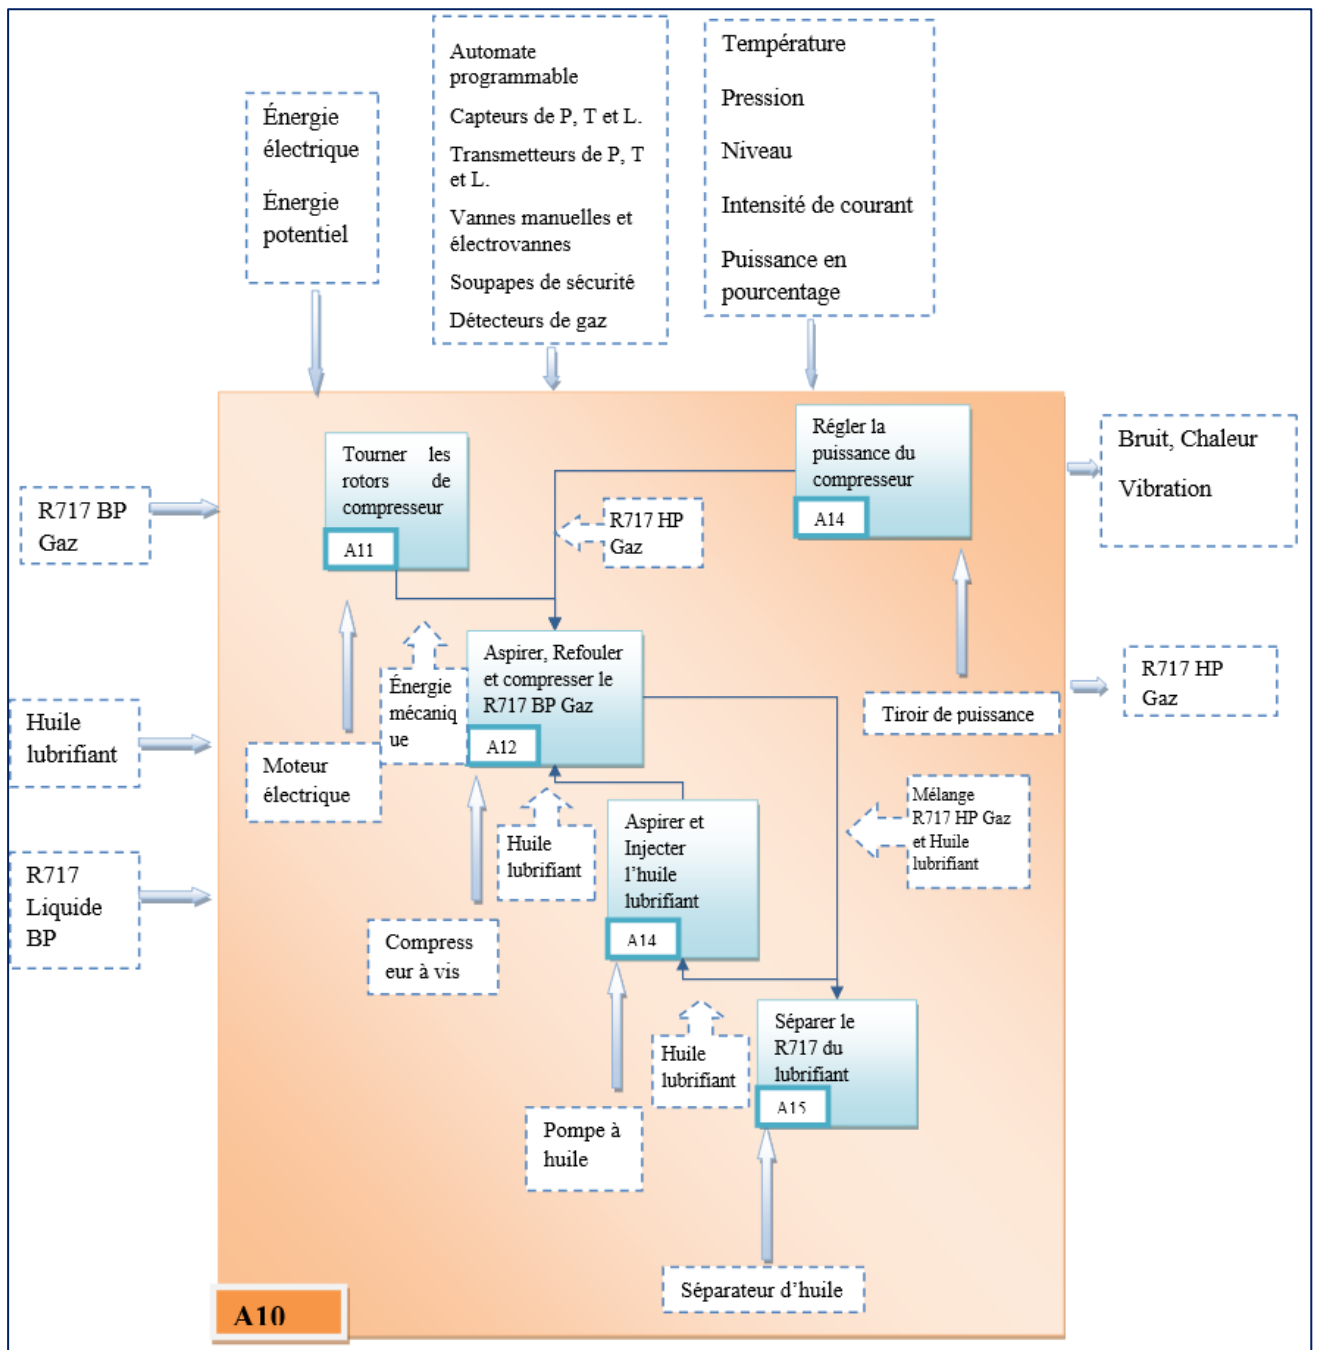 Énergie
électrique
Énergie
potentiel
Automate
programmable
Capteurs de P, T et L.
Transmetteurs de P, T
et L.
Vannes manuelles et
électrovannes
Soupapes de sécurité
Détecteurs de gaz
Température
Pression
Niveau
Intensité de courant
Puissance en
pourcentage
R717 BP
Gaz
Huile
lubrifiant
R717
Liquide
BP
Tourner les
rotors de
compresseur
A11
R717 HP
Gaz
Régler la
puissance du
compresseur
A14
Bruit, Chaleur
Vibration
R717 HP
Gaz
Tiroir de puissance
Énergie
mécaniq
ue
Moteur
électrique
Aspirer, Refouler
et compresser le
R717 BP Gaz
A12
Huile
lubrifiant
Compress
eur à vis
Aspirer et
Injecter
l’huile
lubrifiant
A14
Mélange
R717 HP Gaz
et Huile
lubrifiant
Pompe à
huile
Huile
lubrifiant
Séparer le
R717 du
lubrifiant
A15
Séparateur d’huile
A10